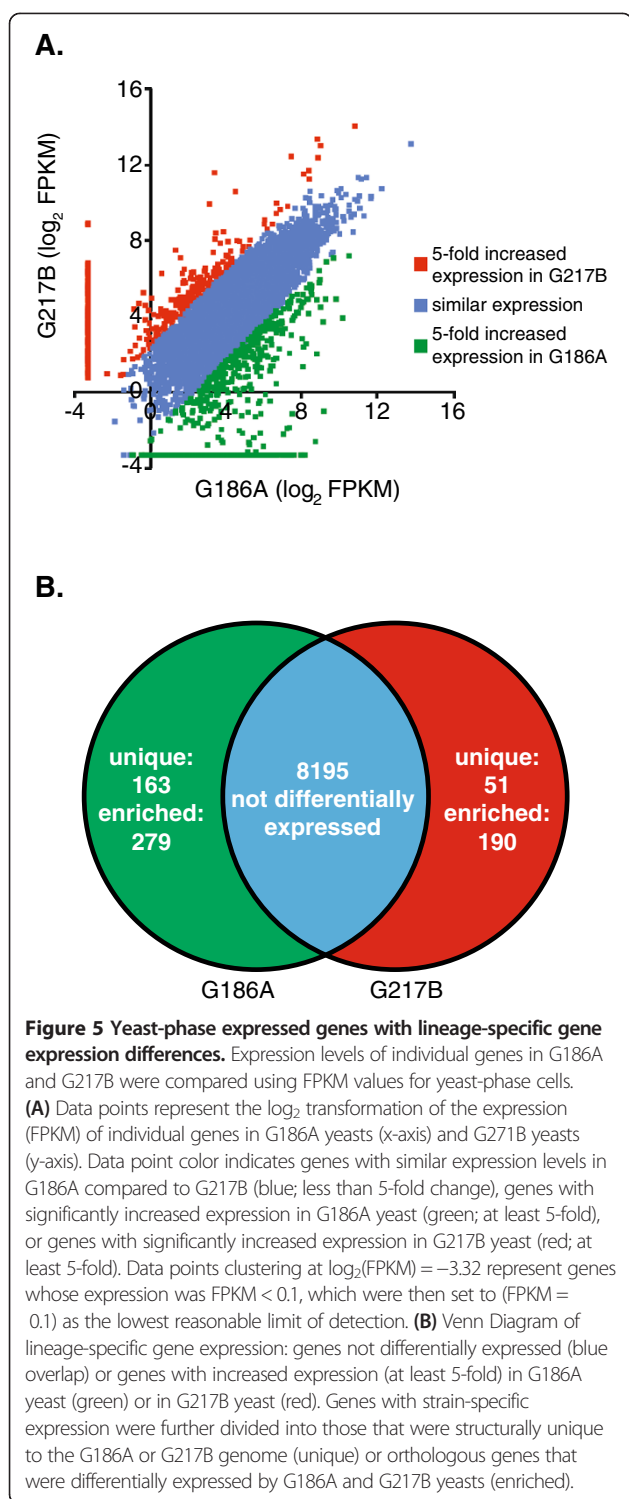 A.
16
12
8
4
0
-4
-4
0
4
8
12
16
G217B (log₂ FPKM)
G186A (log₂ FPKM)
5-fold increased
expression in G217B
similar expression
5-fold increased
expression in G186A
B.
unique:
163
enriched:
279
8195
not differentially
expressed
unique:
51
enriched:
190
G186A
G217B
Figure 5 Yeast-phase expressed genes with lineage-specific gene
expression differences. Expression levels of individual genes in G186A
and G217B were compared using FPKM values for yeast-phase cells.
(A) Data points represent the log₂ transformation of the expression
(FPKM) of individual genes in G186A yeasts (x-axis) and G271B yeasts
(y-axis). Data point color indicates genes with similar expression levels in
G186A compared to G217B (blue; less than 5-fold change), genes with
significantly increased expression in G186A yeast (green; at least 5-fold),
or genes with significantly increased expression in G217B yeast (red; at
least 5-fold). Data points clustering at log₂(FPKM) = −3.32 represent genes
whose expression was FPKM < 0.1, which were then set to (FPKM =
0.1) as the lowest reasonable limit of detection. (B) Venn Diagram of
lineage-specific gene expression: genes not differentially expressed (blue
overlap) or genes with increased expression (at least 5-fold) in G186A
yeast (green) or in G217B yeast (red). Genes with strain-specific
expression were further divided into those that were structurally unique
to the G186A or G217B genome (unique) or orthologous genes that
were differentially expressed by G186A and G217B yeasts (enriched).